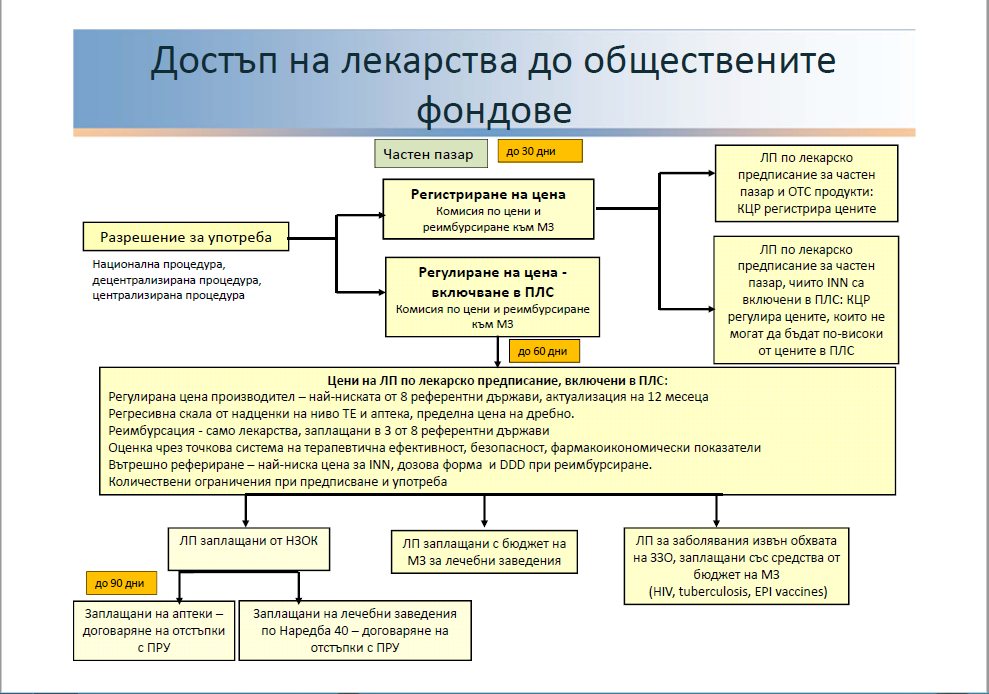 Достъп на лекарства до обществените
фондове
Частен пазар
до 30 дни
Разрешение за употреба
Национална процедура,
децентрализирана процедура,
централизирана процедура
Регистриране на цена
Комисия по цени и
реимбурсиране към МЗ
Регулиране на цена -
включване в ПЛС
Комисия по цени и реимбурсиране
към МЗ
ЛП по лекарско
предписание за частен
пазар и ОТС продукти:
КЦР регистрира цените
ЛП по лекарско
предписание за частен
пазар, чиито INN са
включени в ПЛС: КЦР
регулира цените, които не
могат да бъдат по-високи
от цените в ПЛС
до 60 дни
Цени на ЛП по лекарско предписание, включени в ПЛС:
Регулирана цена производител – най-ниската от 8 референтни държави, актуализация на 12 месеца
Регресивна скала от надценки на ниво ТЕ и аптека, пределна цена на дребно.
Реимбурсация - само лекарства, заплащани в 3 от 8 референтни държави
Оценка чрез точкова система на терапевтична ефективност, безопасност, фармакоикономически показатели
Вътрешно рефериране – най-ниска цена за INN, дозова форма и DDD при реимбурсиране.
Количествени ограничения при предписване и употреба
ЛП заплащани от НЗОК
ЛП заплащани с бюджет на
МЗ за лечебни заведения
ЛП за заболявания извън обхвата
на ЗЗО, заплащани със средства от
бюджет на МЗ
(HIV, tuberculosis, EPI vaccines)
до 90 дни
Заплащани на аптеки –
договаряне на отстъпки
с ПРУ
Заплащани на лечебни заведения
по Наредба 40 – договаряне на
отстъпки с ПРУ